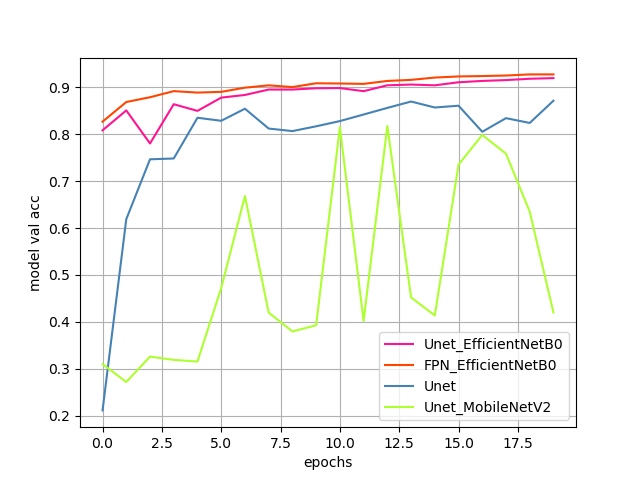 model val acc
0.9
0.8
0.7
0.6
0.5
0.4
0.3
0.2
Unet_EfficientNetB0
FPN_EfficientNetB0
Unet
Unet_MobileNetV2
0.0 2.5 5.0 7.5 10.0 12.5 15.0 17.5
epochs